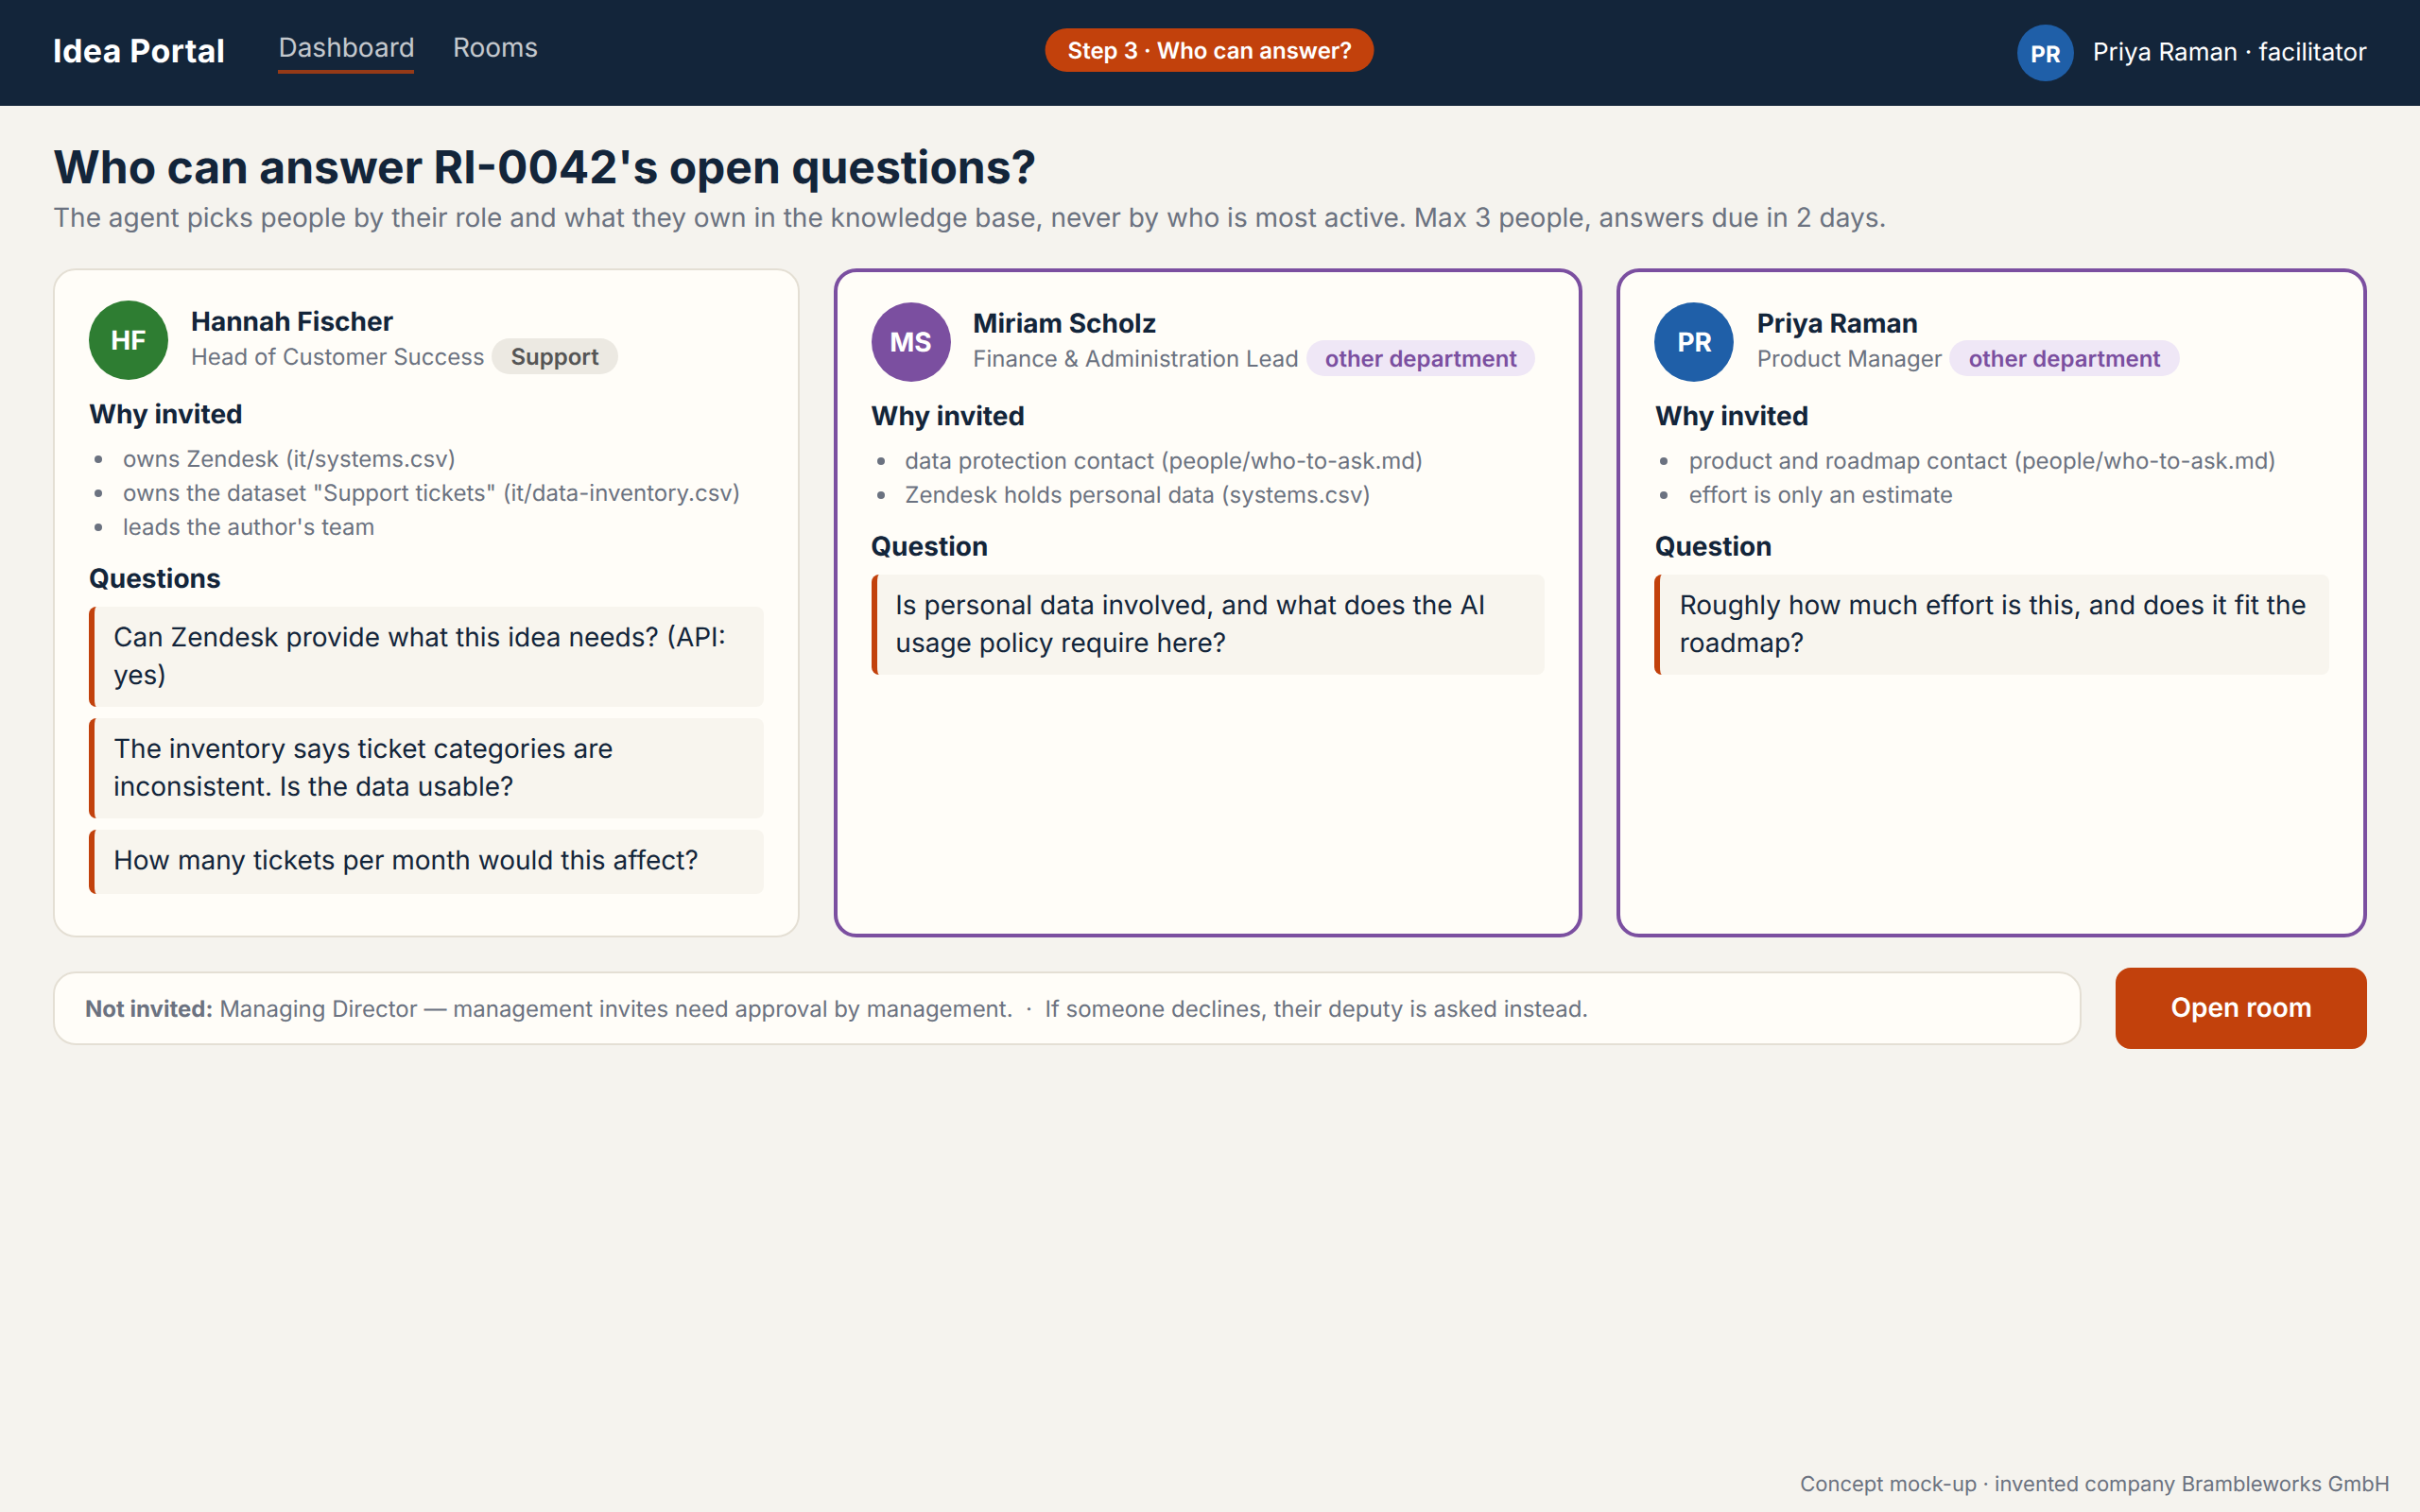 Idea Portal
Dashboard
Rooms
Step 3 · Who can answer?
PR
Priya Raman · facilitator
Who can answer RI-0042's open questions?
The agent picks people by their role and what they own in the knowledge base, never by who is most active. Max 3 people, answers due in 2 days.
HF
Hannah Fischer
Head of Customer Success Support
Why invited
• owns Zendesk (it/systems.csv)
• owns the dataset "Support tickets" (it/data-inventory.csv)
• leads the author's team
Questions
Can Zendesk provide what this idea needs? (API:
yes)
The inventory says ticket categories are
inconsistent. Is the data usable?
How many tickets per month would this affect?
MS
Miriam Scholz
Finance & Administration Lead other department
Why invited
• data protection contact (people/who-to-ask.md)
• Zendesk holds personal data (systems.csv)
Question
Is personal data involved, and what does the AI
usage policy require here?
PR
Priya Raman
Product Manager other department
Why invited
• product and roadmap contact (people/who-to-ask.md)
• effort is only an estimate
Question
Roughly how much effort is this, and does it fit the
roadmap?
Not invited: Managing Director — management invites need approval by management. · If someone declines, their deputy is asked instead.
Open room
Concept mock-up · invented company Brambleworks GmbH